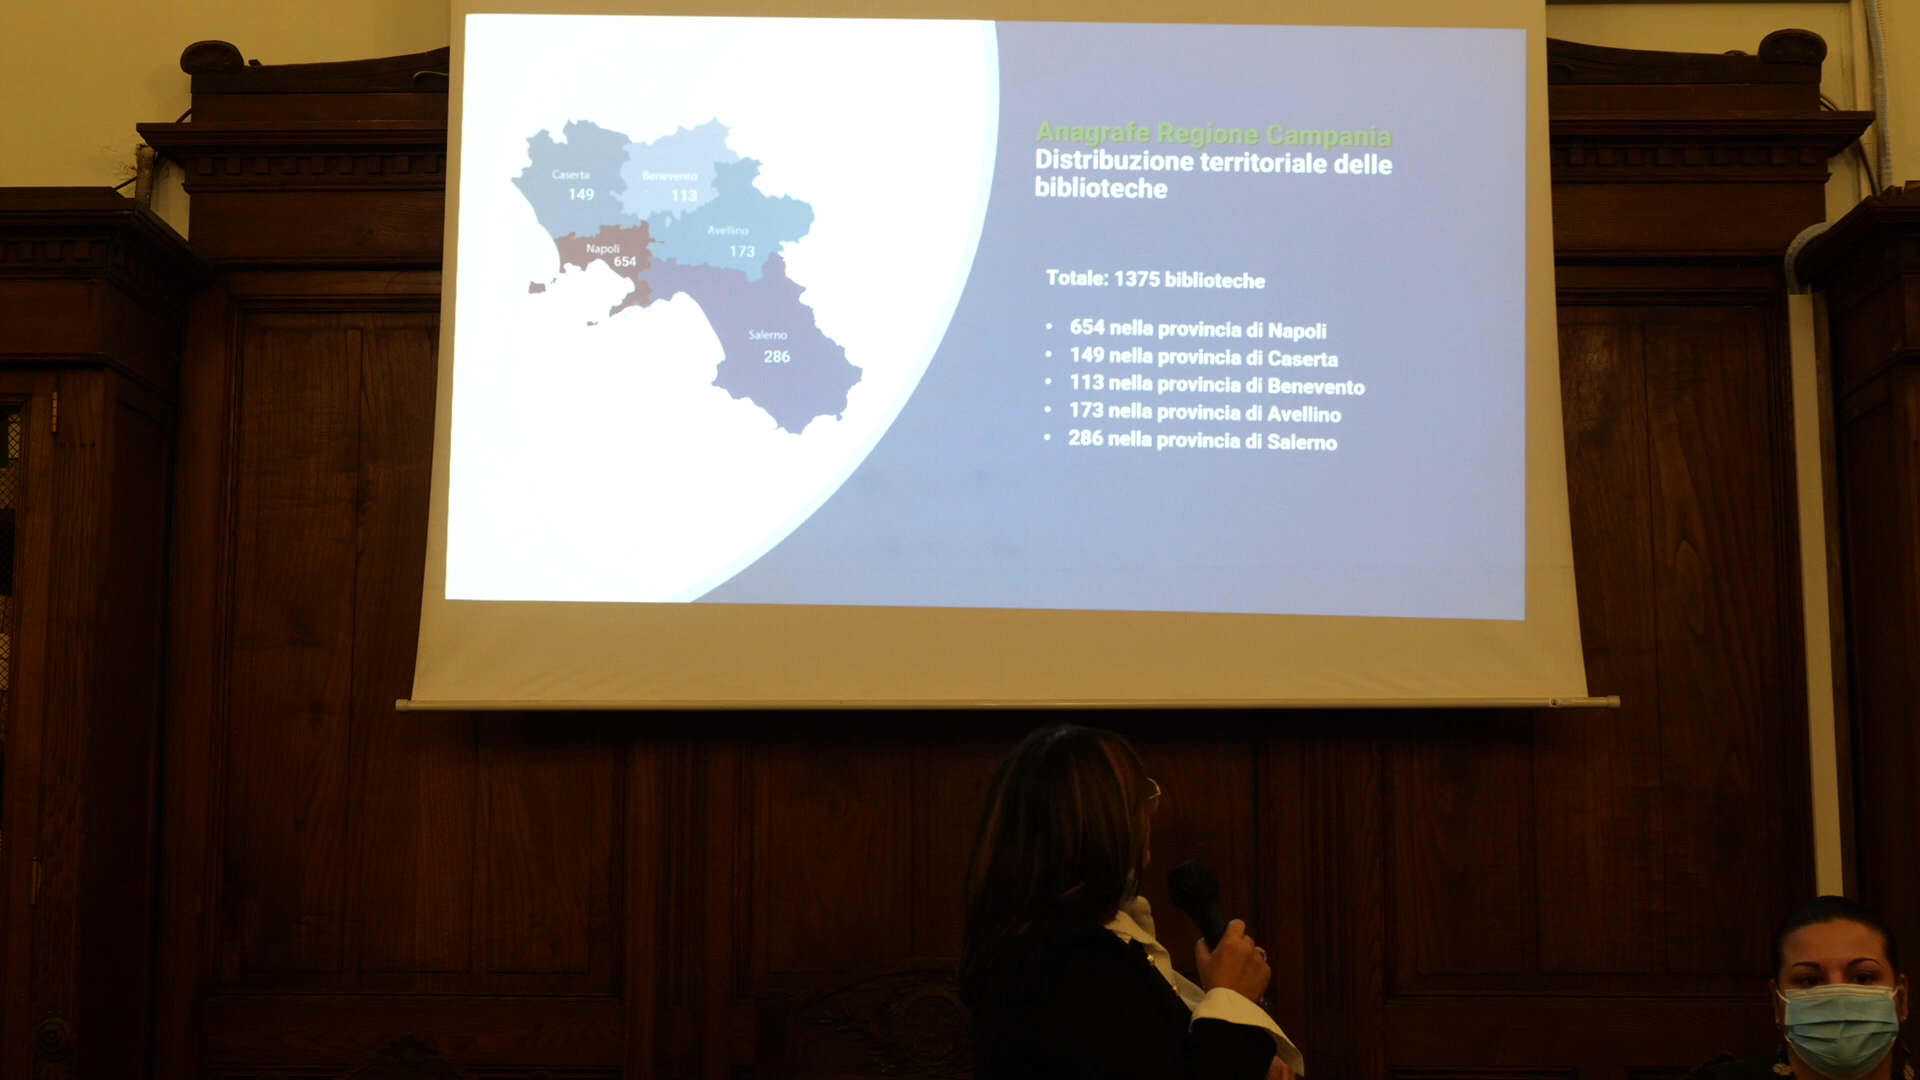 Caserta
149
Benevento
113
Avellino
173
Napoli
654
Salerno
286
Anagrafe Regione Campania
Distribuzione territoriale delle
biblioteche
Totale: 1375 biblioteche
• 654 nella provincia di Napoli
• 149 nella provincia di Caserta
• 113 nella provincia di Benevento
• 173 nella provincia di Avellino
• 286 nella provincia di Salerno